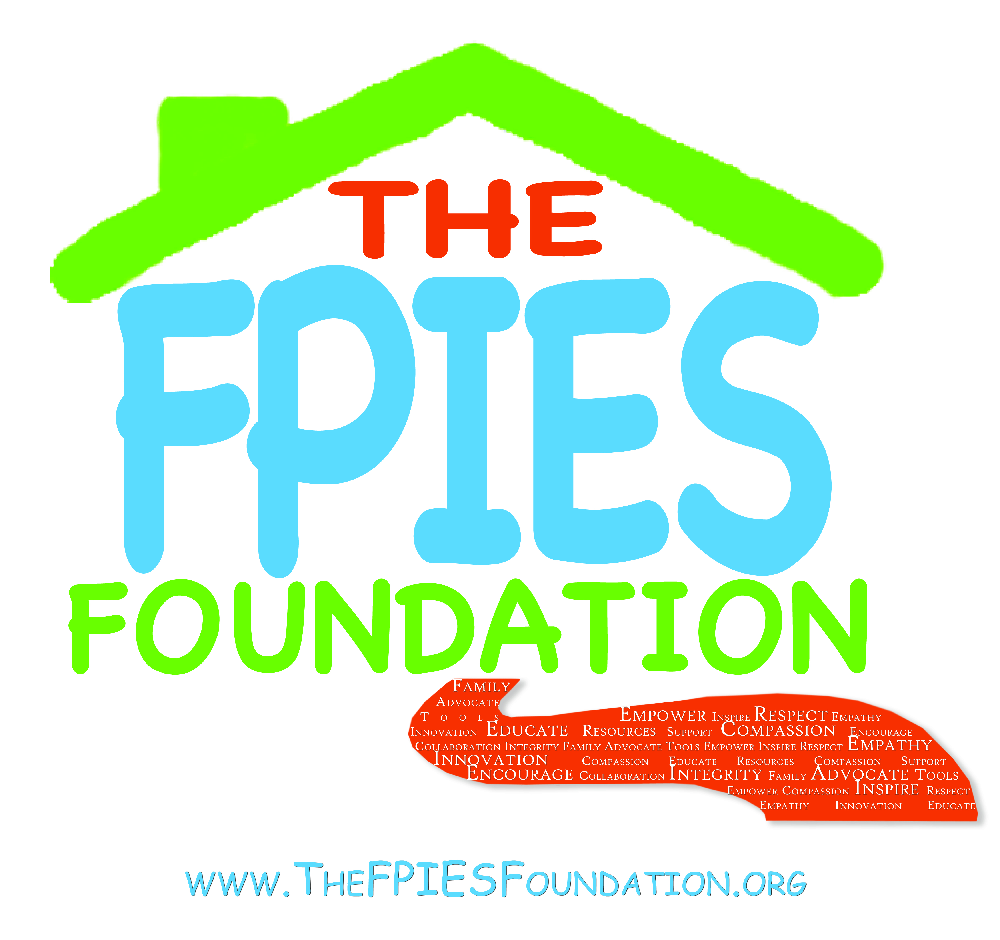 THE
FPIES
FOUNDATION
FAMILY
ADVOCATE
TOOLS
EMPOWER INSPIRE RESPECT EMPATHY
INNOVATION EDUCATE RESOURCES SUPPORT COMPASSION ENCOURAGE
COLLABORATION INTEGRITY FAMILY ADVOCATE TOOLS EMPOWER INSPIRE RESPECT EMPATHY
INNOVATION COMPASSION EDUCATE RESOURCES COMPASSION SUPPORT
ENCOURAGE COLLABORATION INTEGRITY FAMILY ADVOCATE TOOLS
EMPOWER COMPASSION INSPIRE RESPECT
EMPATHY INNOVATION EDUCATE
www.THEFPIESFOUNDATION.ORG